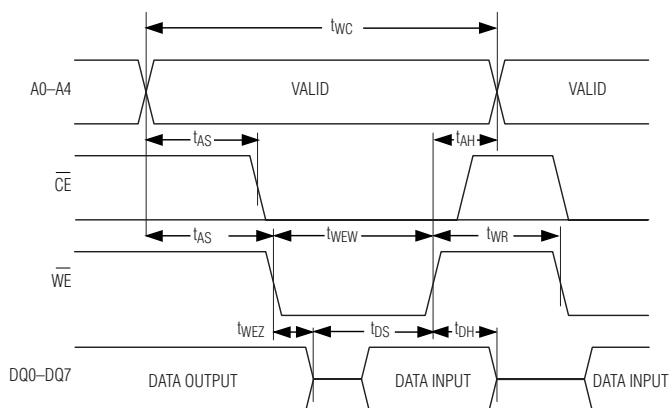 tWC
A0–A4 VALID VALID
tAS tAH
CE
tAS tWEW tWR
WE
tWEZ tDS tDH
DQ0–DQ7 DATA OUTPUT DATA INPUT DATA INPUT